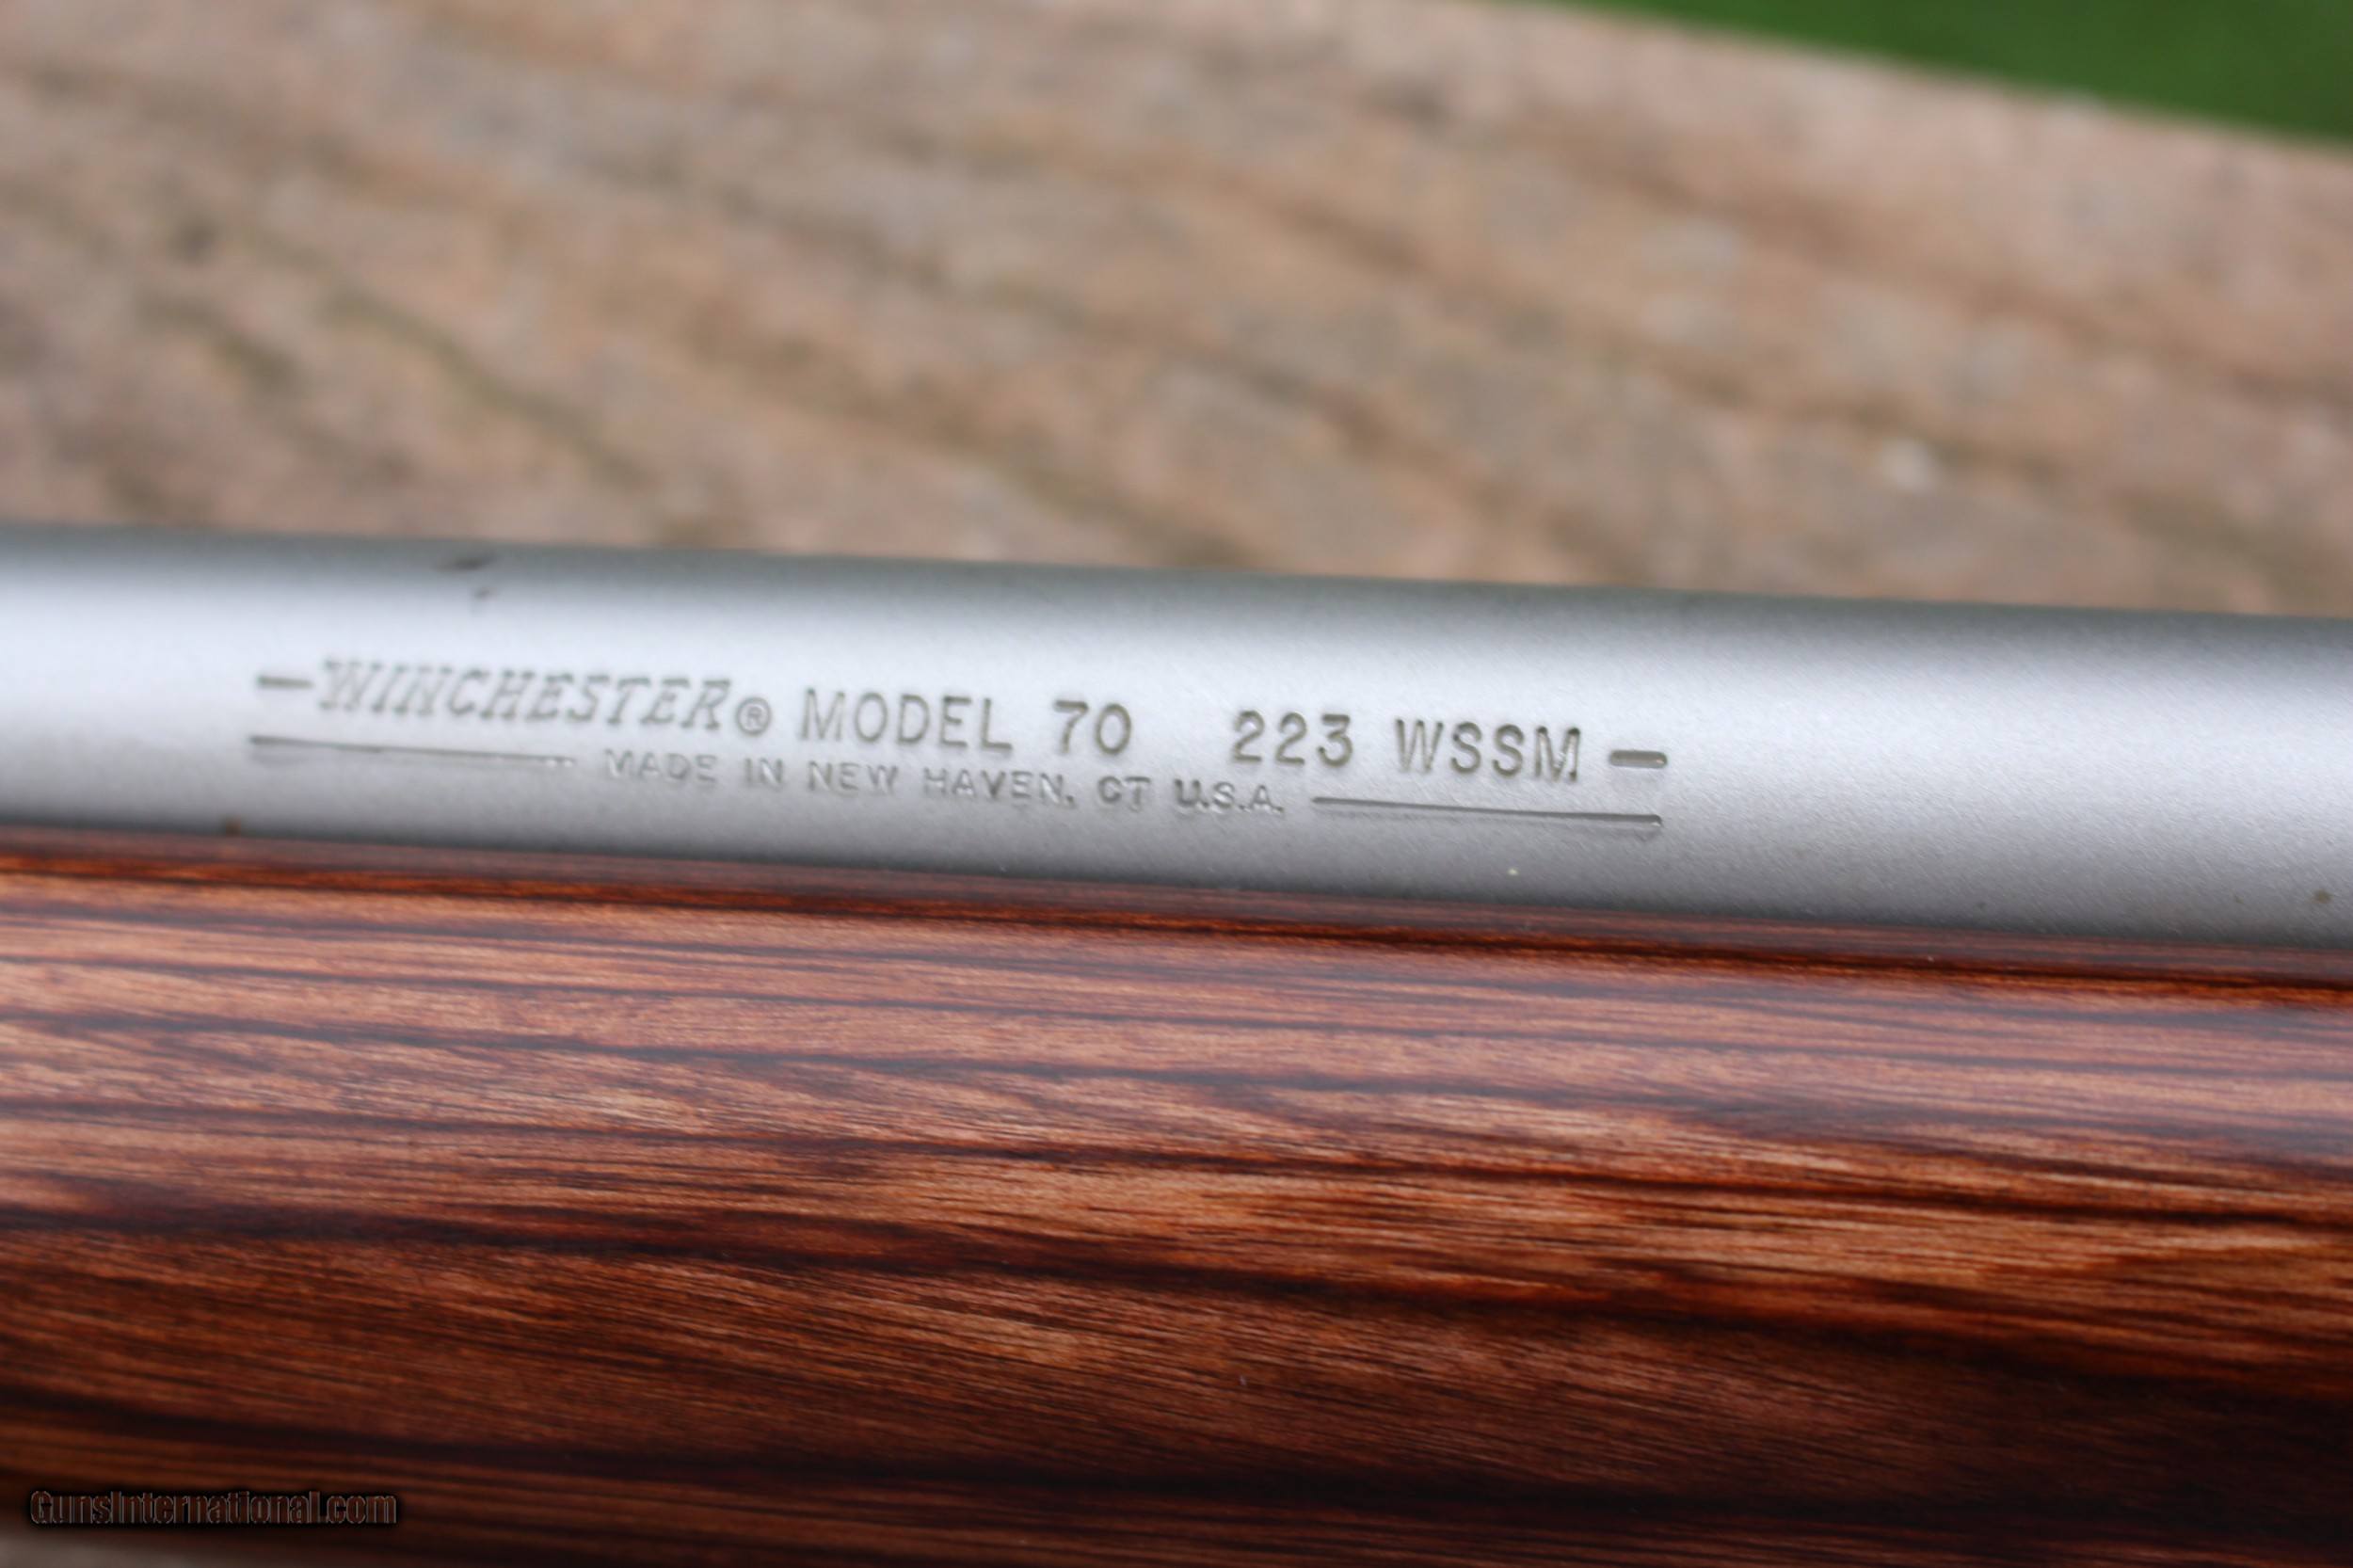 —WINCHESTER® MODEL 70 223 WSSM —
MADE IN NEW HAVEN, CT U.S.A.
GunsInternational.com